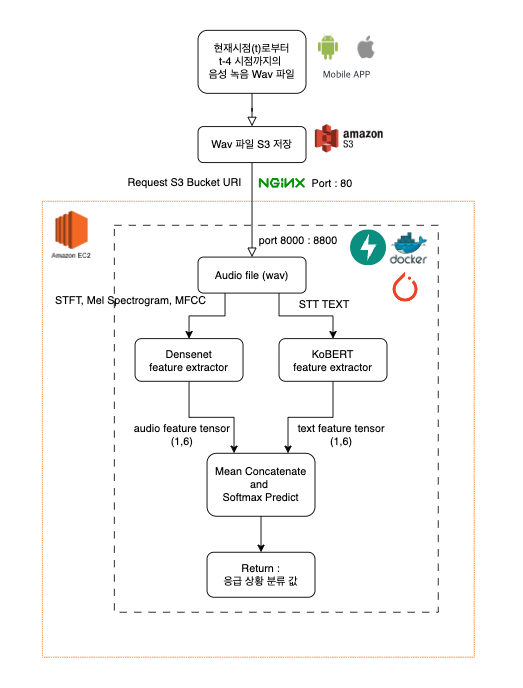 현재시점(t)로부터
t-4 시점까지의
음성 녹음 Wav 파일
Mobile APP
Wav 파일 S3 저장
amazon
S3
Request S3 Bucket URI
NGINX
Port : 80
Amazon EC2
port 8000 : 8800
docker
Audio file (wav)
STFT, Mel Spectrogram, MFCC
STT TEXT
Densenet
feature extractor
KoBERT
feature extractor
audio feature tensor
(1,6)
text feature tensor
(1,6)
Mean Concatenate
and
Softmax Predict
Return :
응급 상황 분류 값